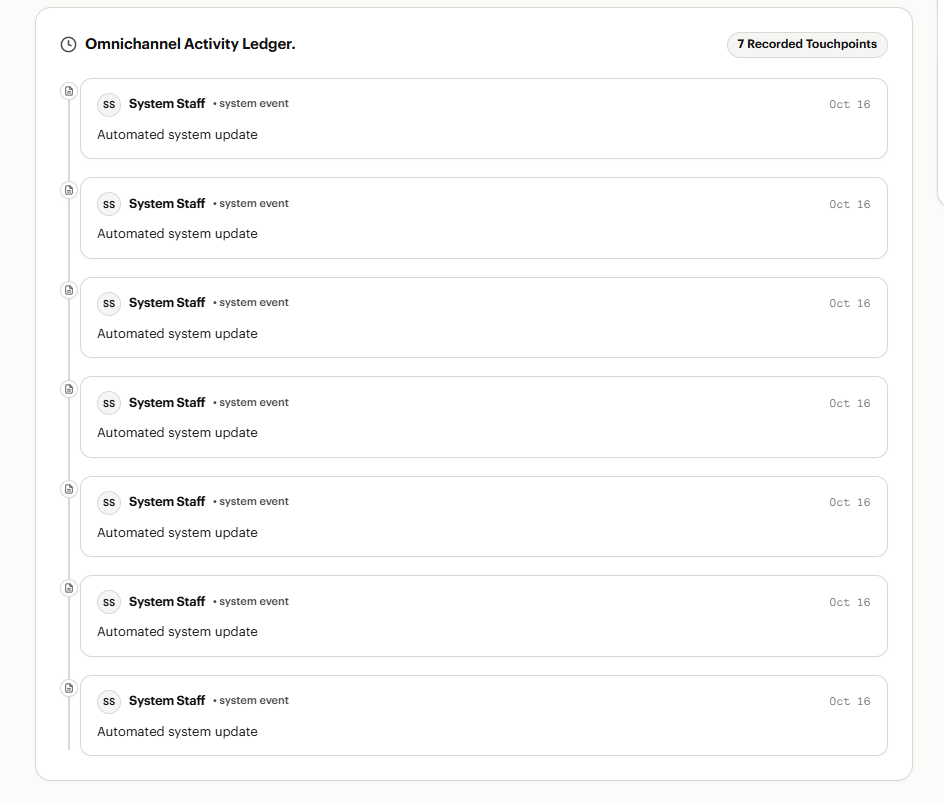 Omnichannel Activity Ledger.
7 Recorded Touchpoints
SS System Staff • system event Oct 16
Automated system update
SS System Staff • system event Oct 16
Automated system update
SS System Staff • system event Oct 16
Automated system update
SS System Staff • system event Oct 16
Automated system update
SS System Staff • system event Oct 16
Automated system update
SS System Staff • system event Oct 16
Automated system update
SS System Staff • system event Oct 16
Automated system update